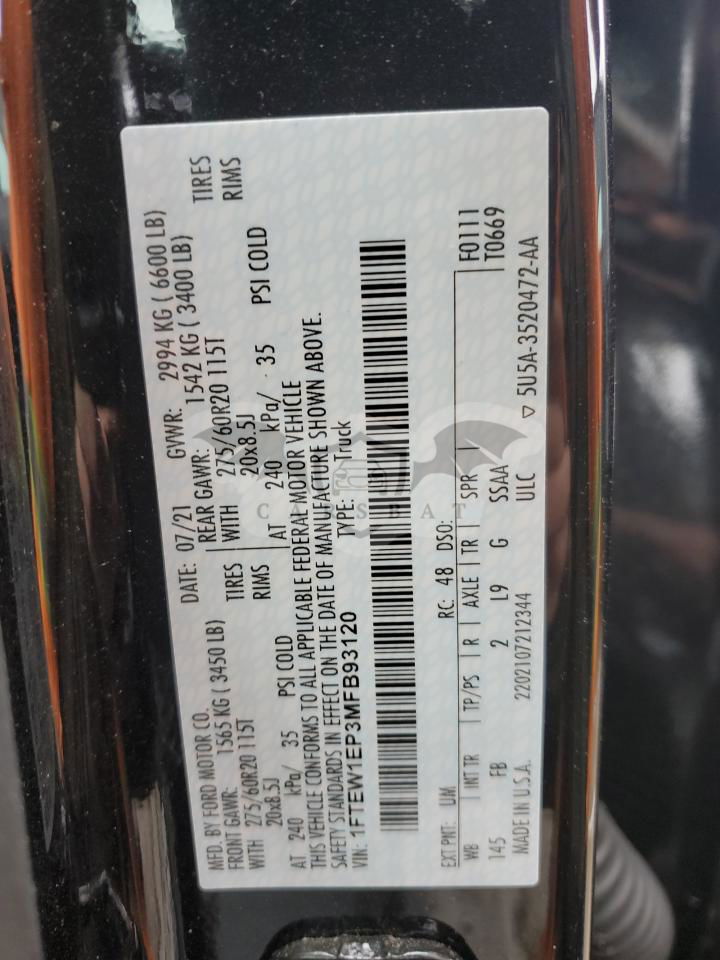 MFD. BY FORD MOTOR CO.
DATE: 07/21
GVWR: 2994 KG ( 6600 LB)
FRONT GAWR: 1565 KG ( 3450 LB)
REAR GAWR: 1542 KG ( 3400 LB)
WITH 275/60R20 115T TIRES
WITH 275/60R20 115T TIRES
20x8.5J RIMS
20x8.5J RIMS
AT 240 kPa/ 35 PSI COLD
AT 240 kPa/ 35 PSI COLD
THIS VEHICLE CONFORMS TO ALL APPLICABLE FEDERAL MOTOR VEHICLE
SAFETY STANDARDS IN EFFECT ON THE DATE OF MANUFACTURE SHOWN ABOVE.
VIN: 1FTEW1EP3MFB93120
TYPE: Truck
EXT PNT: UM RC: 48 DSO:
WB INT TR TP/PS R AXLE TR SPR F0111
145 FB 2 L9 G SSAA T0669
MADE IN U.S.A. 2202107212344 ULC ▽ 5U5A-3520472-AA
CARSBAT